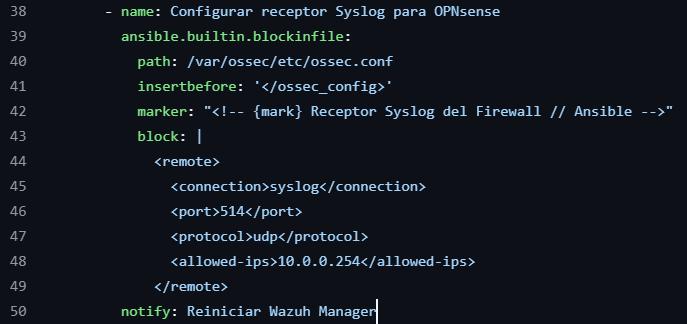 38 - name: Configurar receptor Syslog para OPNsense
39 ansible.builtin.blockinfile:
40 path: /var/ossec/etc/ossec.conf
41 insertbefore: '</ossec_config>'
42 marker: "<!-- {mark} Receptor Syslog del Firewall // Ansible -->"
43 block: |
44 <remote>
45 <connection>syslog</connection>
46 <port>514</port>
47 <protocol>udp</protocol>
48 <allowed-ips>10.0.0.254</allowed-ips>
49 </remote>
50 notify: Reiniciar Wazuh Manager